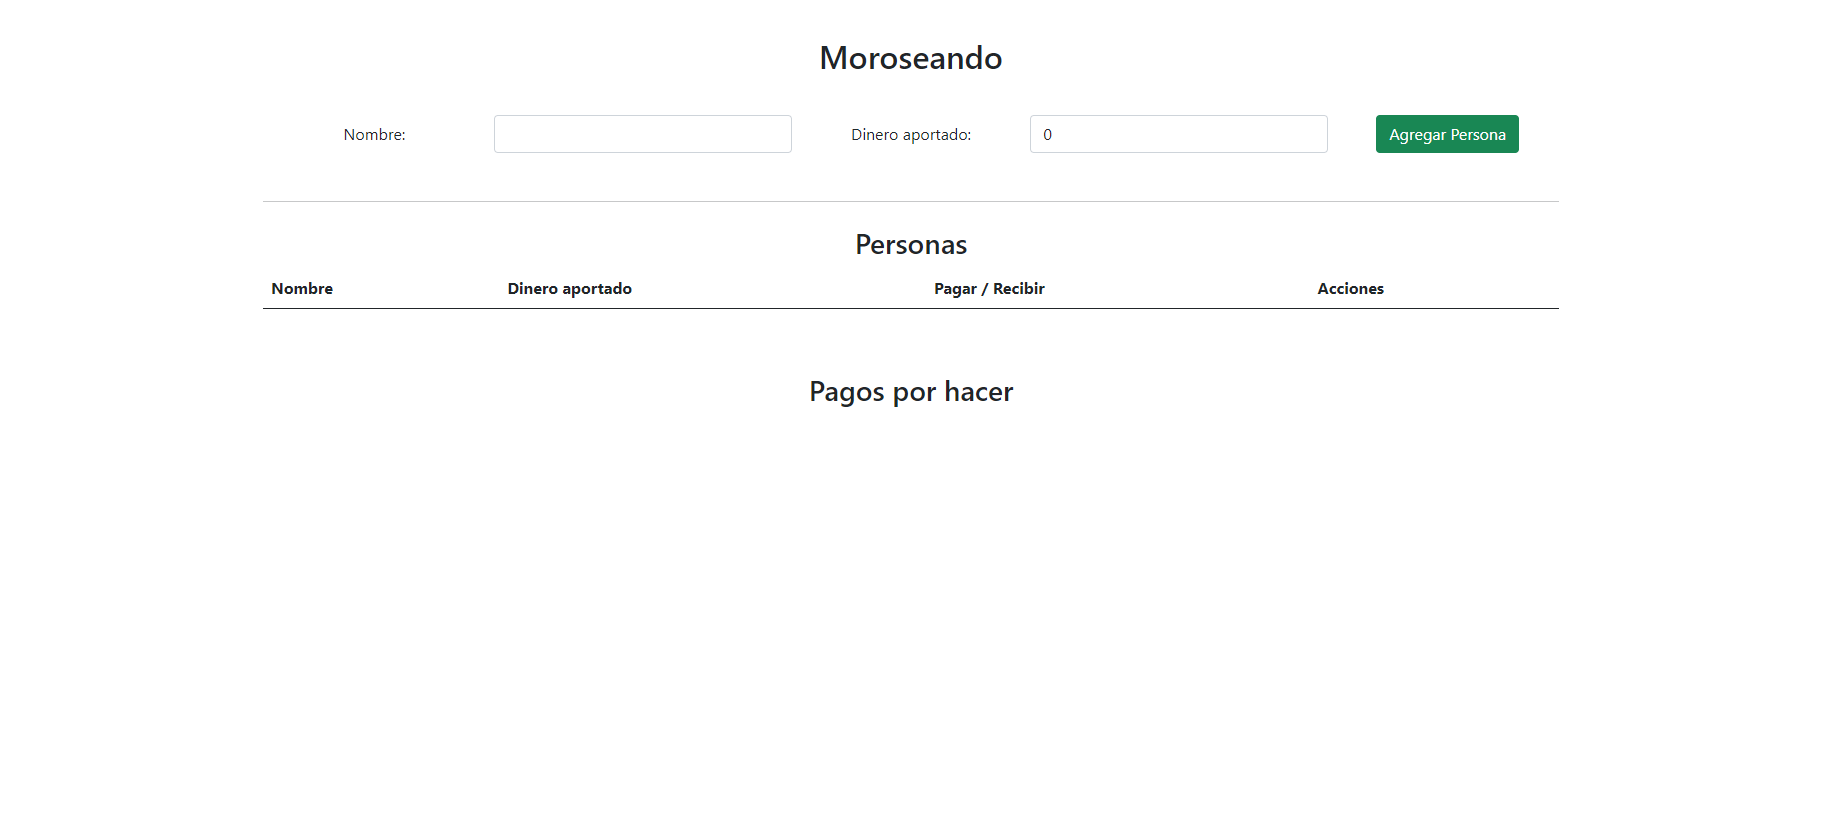 Moroseando
Nombre: Dinero aportado: 0 Agregar Persona
Personas
Nombre Dinero aportado Pagar / Recibir Acciones
Pagos por hacer